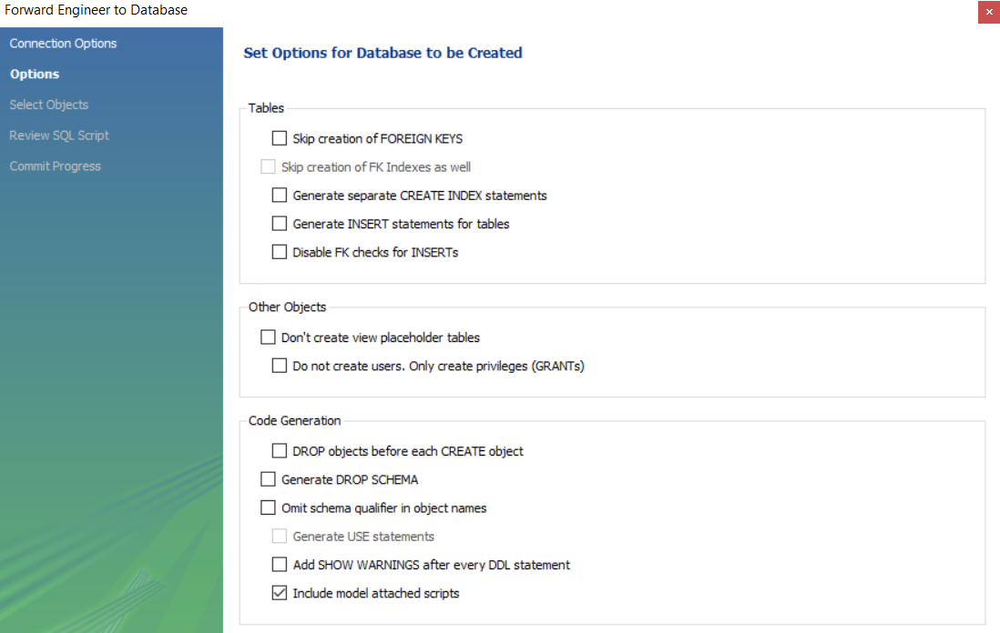 Forward Engineer to Database
Connection Options
Options
Select Objects
Review SQL Script
Commit Progress
Set Options for Database to be Created
Tables
Skip creation of FOREIGN KEYS
Skip creation of FK Indexes as well
Generate separate CREATE INDEX statements
Generate INSERT statements for tables
Disable FK checks for INSERTs
Other Objects
Don't create view placeholder tables
Do not create users. Only create privileges (GRANTs)
Code Generation
DROP objects before each CREATE object
Generate DROP SCHEMA
Omit schema qualifier in object names
Generate USE statements
Add SHOW WARNINGS after every DDL statement
Include model attached scripts